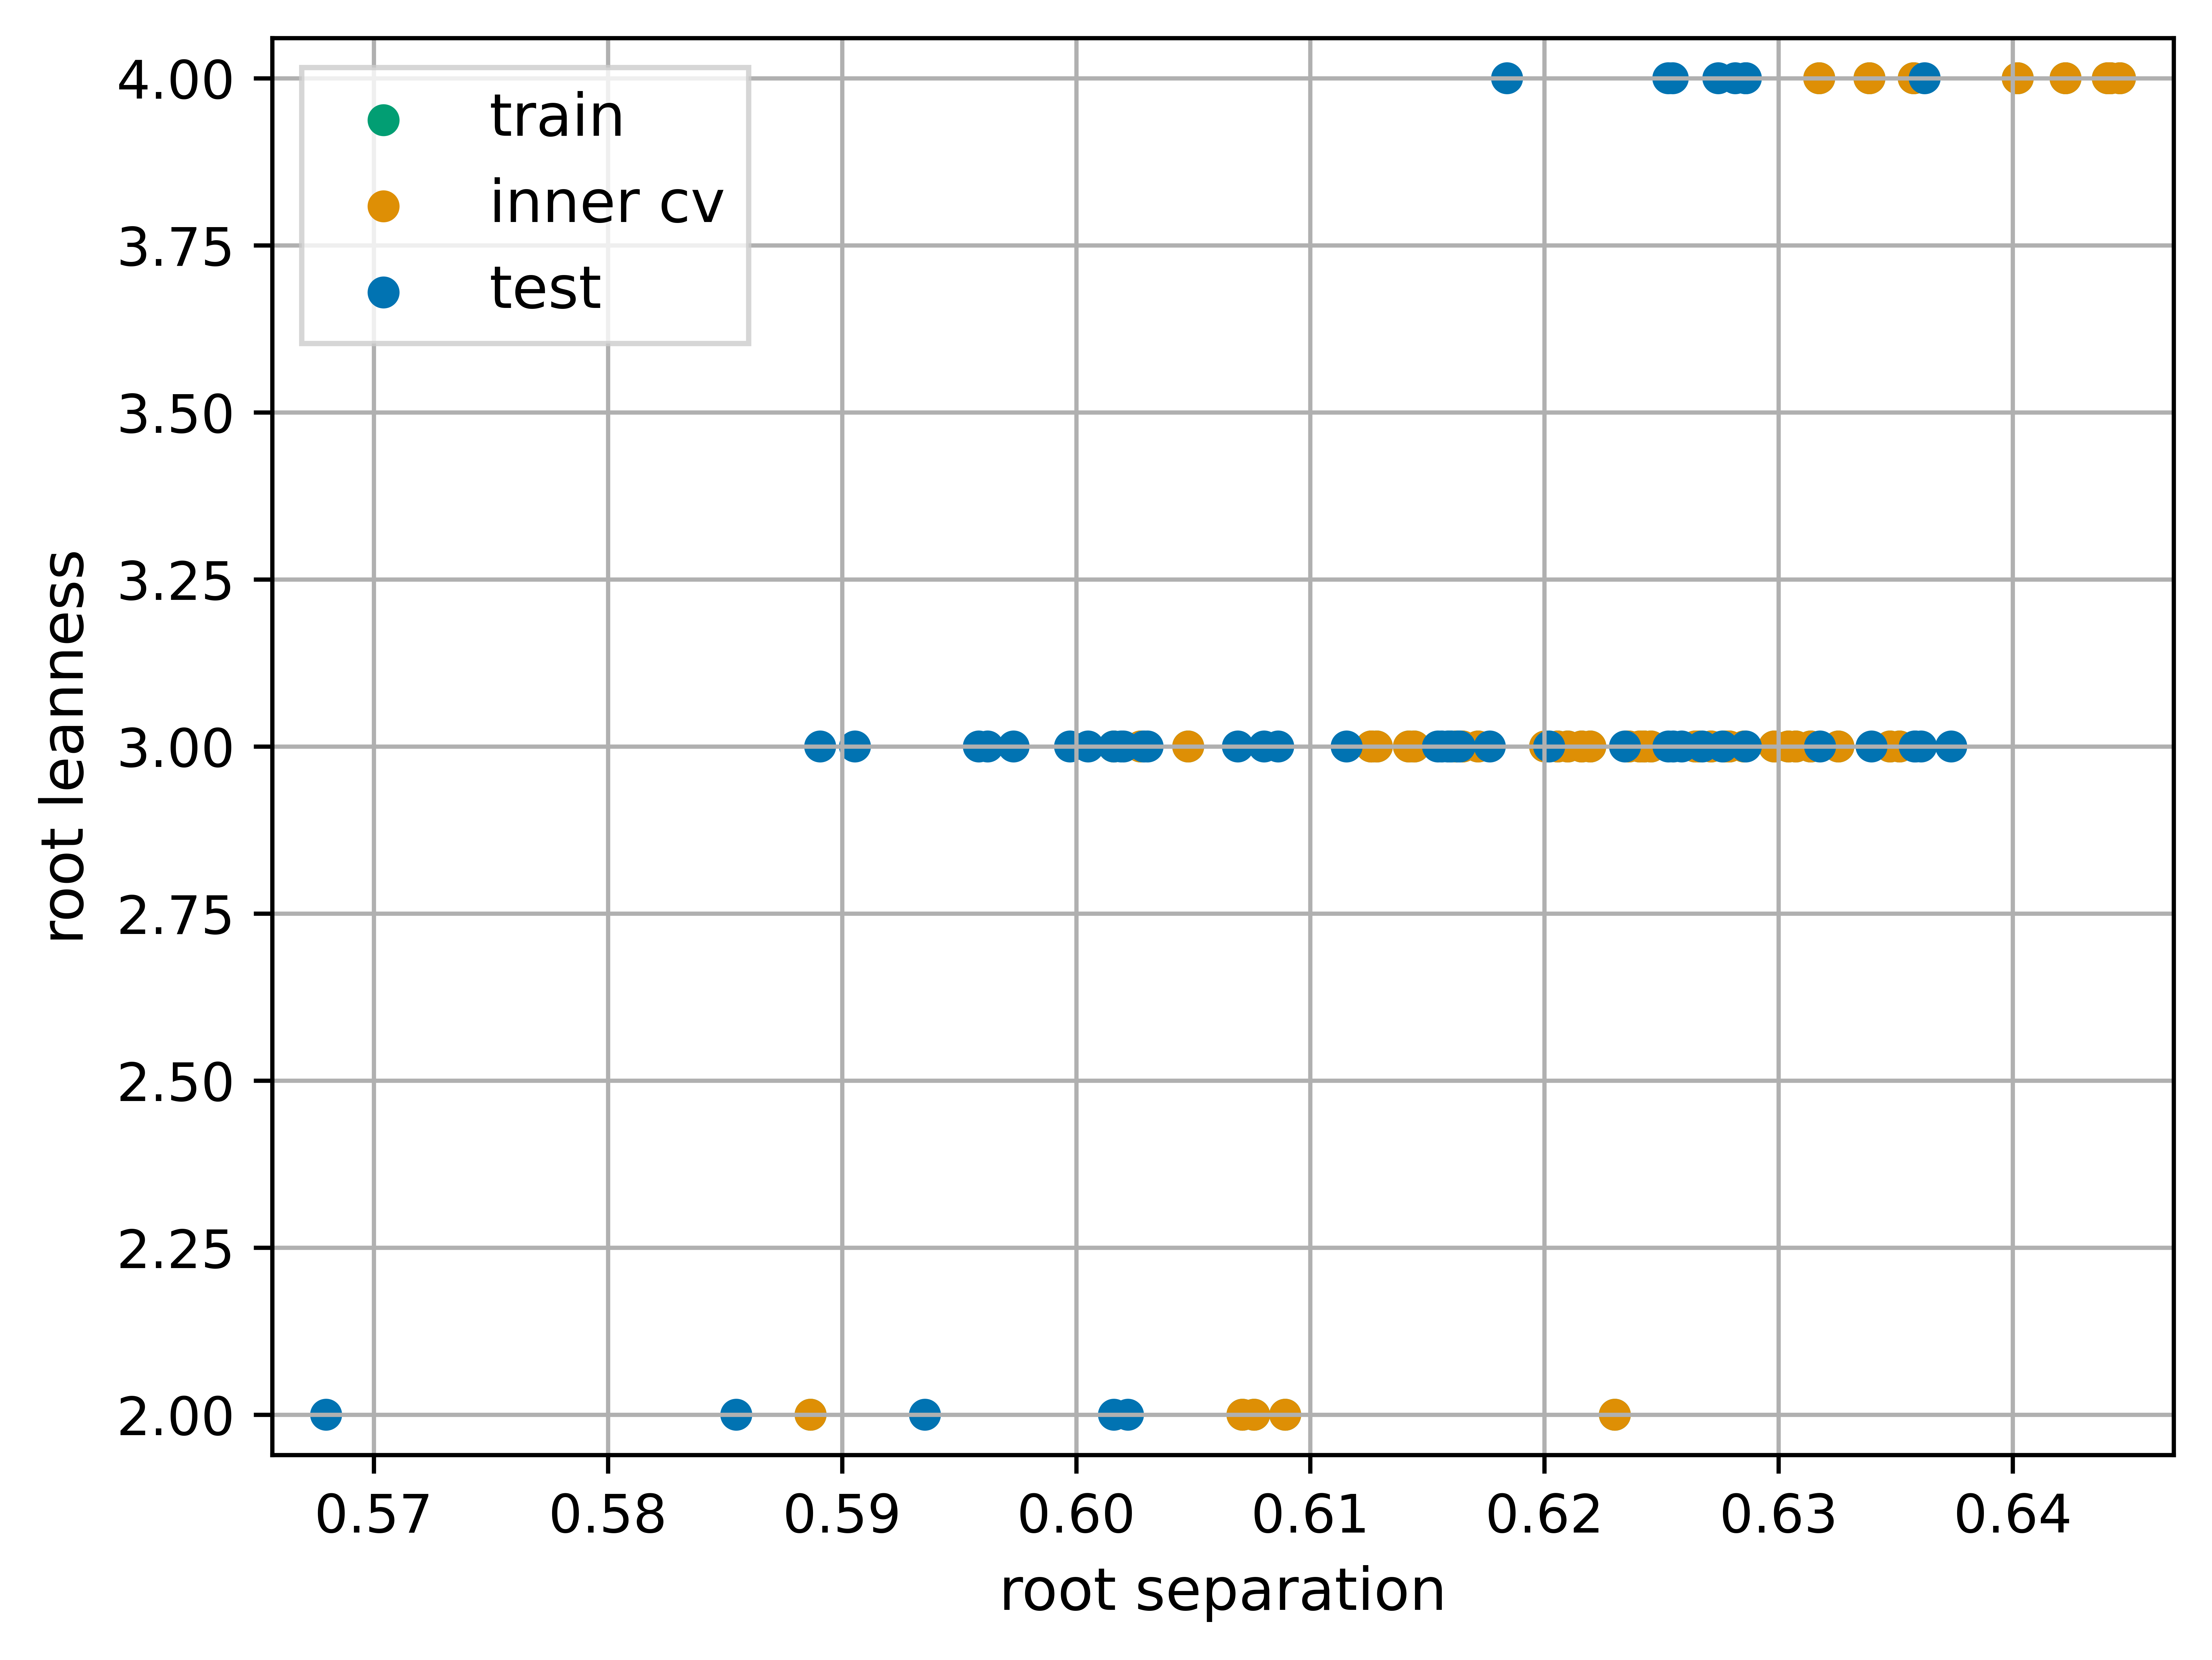 train
inner cv
test
4.00
3.75
3.50
3.25
3.00
2.75
2.50
2.25
2.00
root leanness
0.57 0.58 0.59 0.60 0.61 0.62 0.63 0.64
root separation